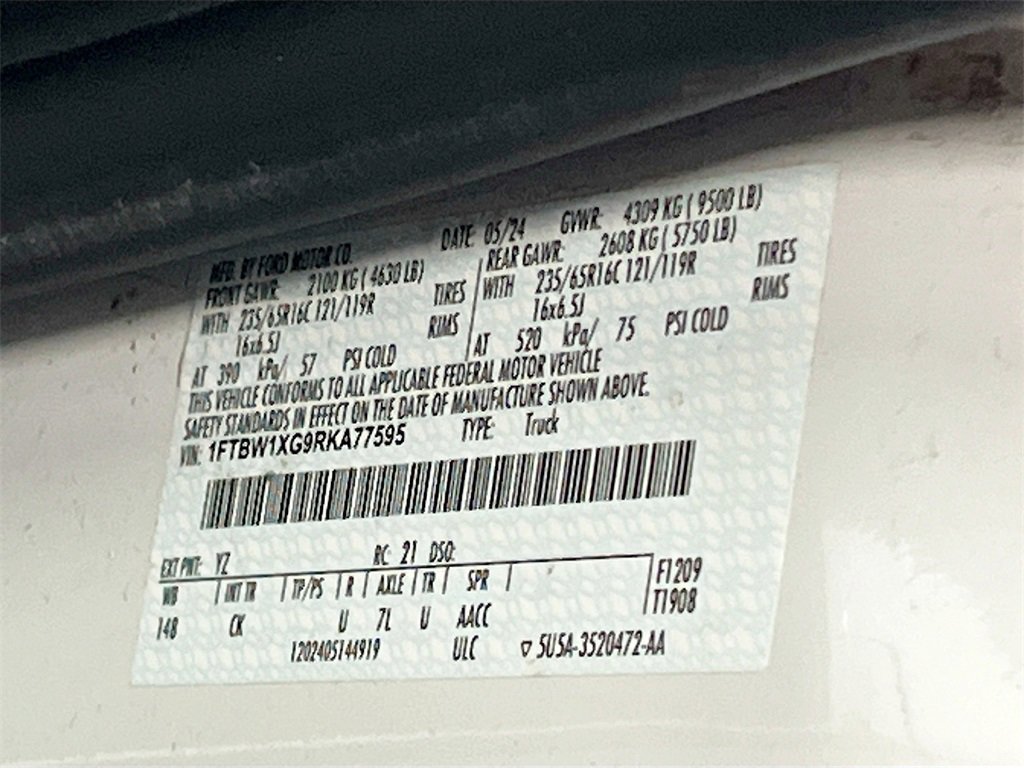 MFD. BY FORD MOTOR CO. DATE: 05/24 GVWR: 4309 KG ( 9500 LB)
FRONT GAWR: 2100 KG ( 4630 LB) REAR GAWR: 2608 KG ( 5750 LB)
WITH 235/65R16C 121/119R TIRES WITH 235/65R16C 121/119R TIRES
16x6.5J RIMS 16x6.5J RIMS
AT 390 kPa/ 57 PSI COLD AT 520 kPa/ 75 PSI COLD
THIS VEHICLE CONFORMS TO ALL APPLICABLE FEDERAL MOTOR VEHICLE
SAFETY STANDARDS IN EFFECT ON THE DATE OF MANUFACTURE SHOWN ABOVE.
VIN: 1FTBW1XG9RKA77595 TYPE: Truck
EXT PNT: YZ RC: 21 DSO:
WB INT TR TP/PS R AXLE TR SPR F1209
148 CK U 7L U AACC T1908
1202405144919 ULC ▽ 5U5A-3520472-AA